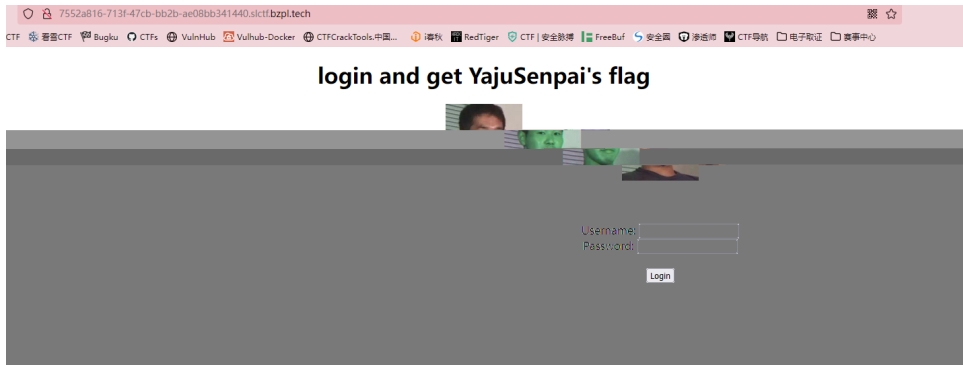 7552a816-713f-47cb-bb2b-ae08bb341440.slctf.bzpl.tech
CTF 看雪CTF Bugku CTFs VulnHub Vulhub-Docker CTFCrackTools.中国... i春秋 RedTiger CTF | 安全脉搏 FreeBuf 安全圈 渗透师 CTF导航 电子取证 赛事中心
login and get YajuSenpai's flag
Username:
Password:
Login